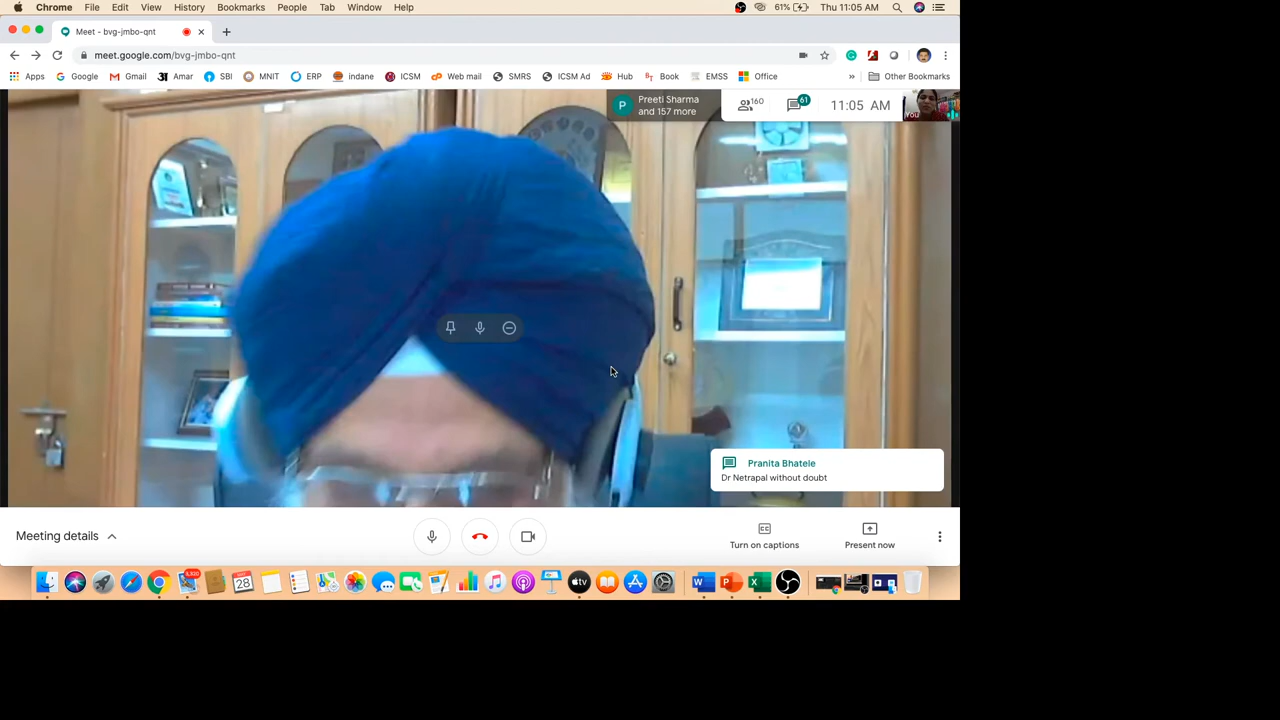 Chrome File Edit View History Bookmarks People Tab Window Help 61% Thu 11:05 AM
Meet - bvg-jmbo-qnt
meet.google.com/bvg-jmbo-qnt
Apps Google Gmail Amar SBI MNIT ERP indane ICSM Web mail SMRS ICSM Ad Hub Book EMSS Office » Other Bookmarks
Preeti Sharma
and 157 more
160
61
11:05 AM
You
Pranita Bhatele
Dr Netrapal without doubt
Meeting details
Turn on captions
Present now
28